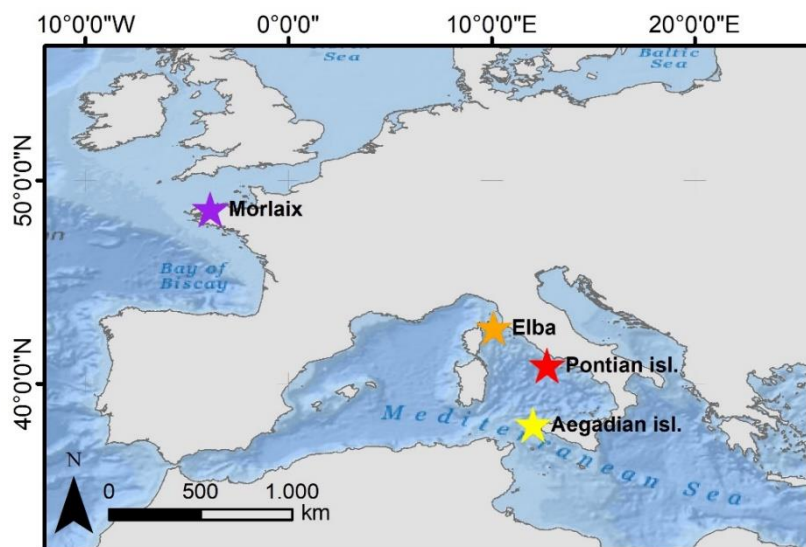 10°0'0"W 0°0'0" 10°0'0"E 20°0'0"E
Sea
Baltic
Sea
50°0'0"N
Morlaix
Bay of
Biscay
Elba
Pontian isl.
40°0'0"N
Aegadian isl.
Mediterranean Sea
N
0 500 1.000
km